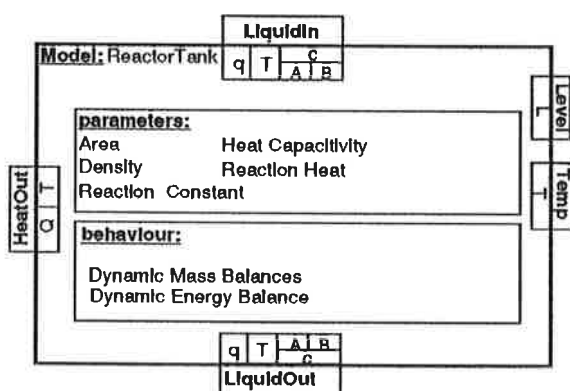 LiquidIn
Model: ReactorTank
q T C
A B
Level
L
parameters:
Area Heat Capacitivity
Density Reaction Heat
Reaction Constant
HeatOut
T
Q
Temp
T
behaviour:
Dynamic Mass Balances
Dynamic Energy Balance
q T A B
C
LiquidOut